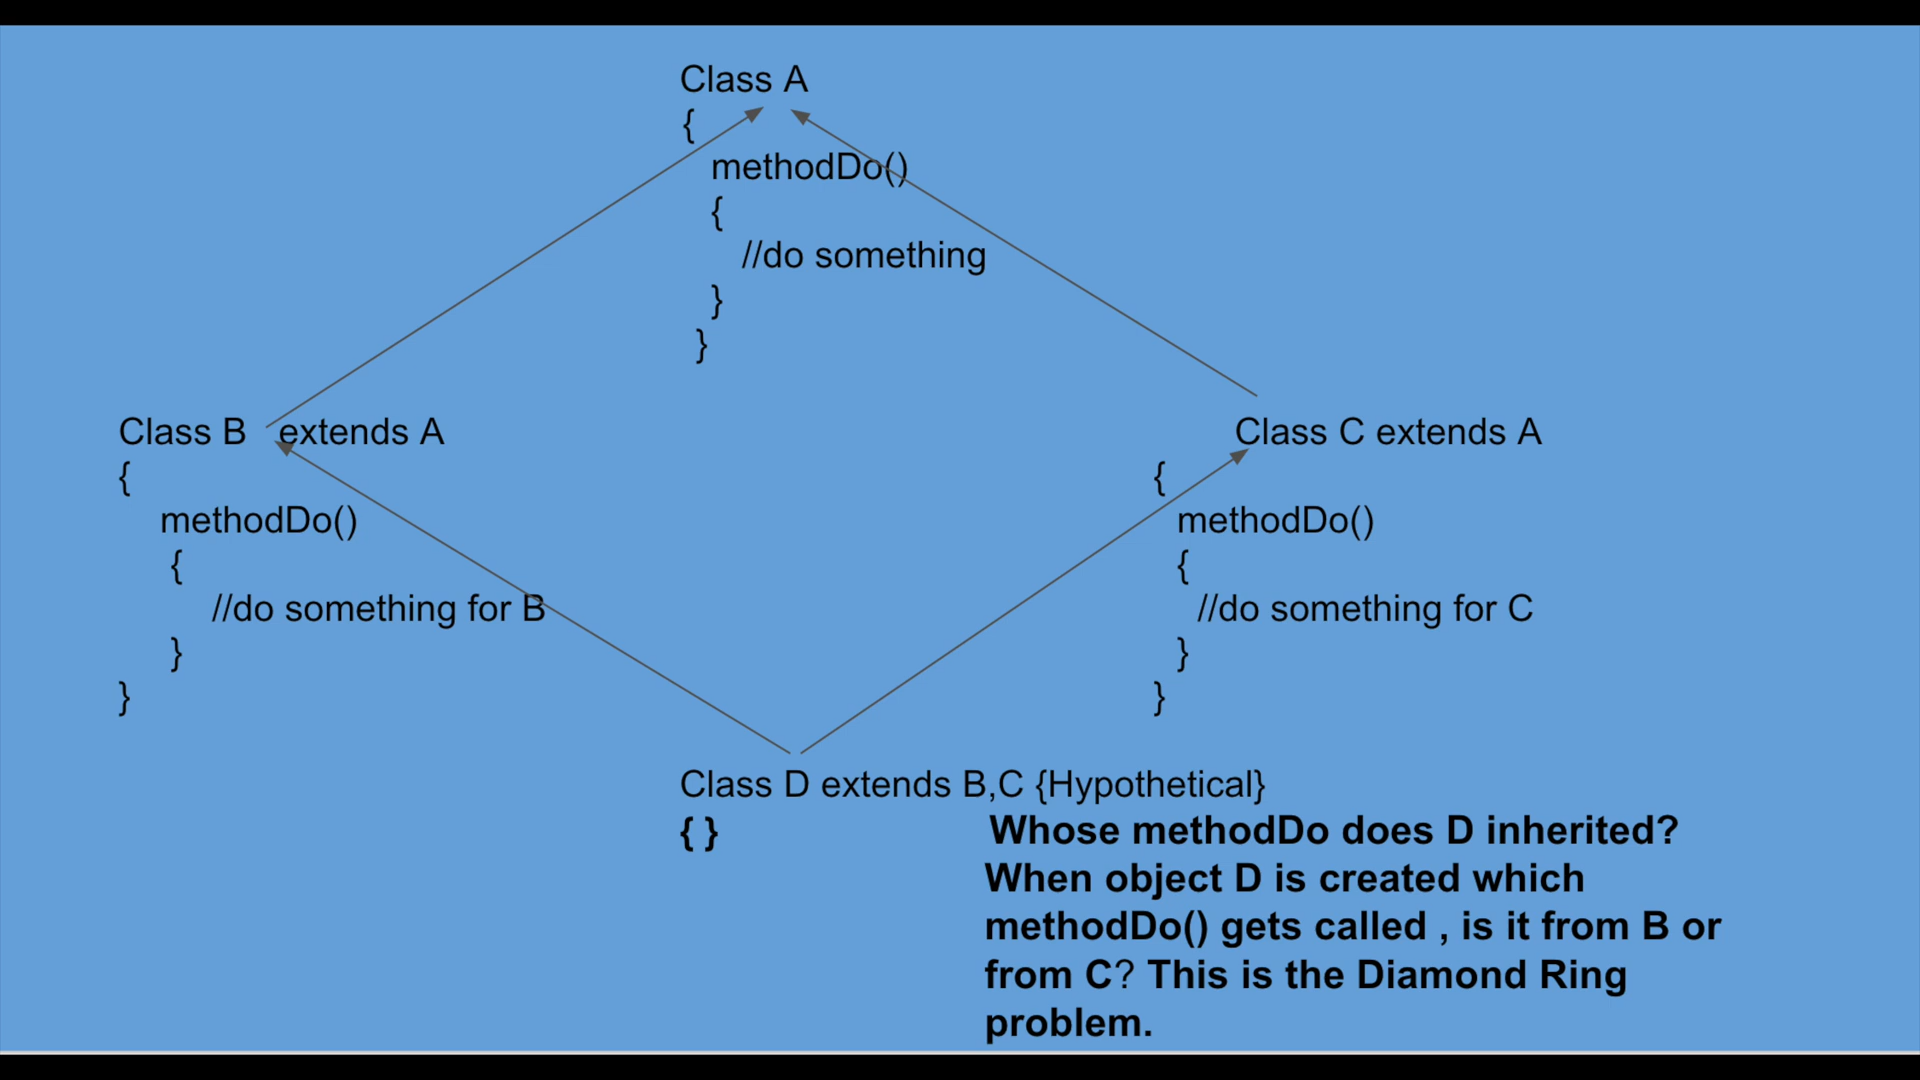 Class A
{
methodDo()
{
//do something
}
}
Class B extends A
{
methodDo()
{
//do something for B
}
}
Class C extends A
{
methodDo()
{
//do something for C
}
}
Class D extends B,C {Hypothetical}
{ }
Whose methodDo does D inherited?
When object D is created which
methodDo() gets called , is it from B or
from C? This is the Diamond Ring
problem.